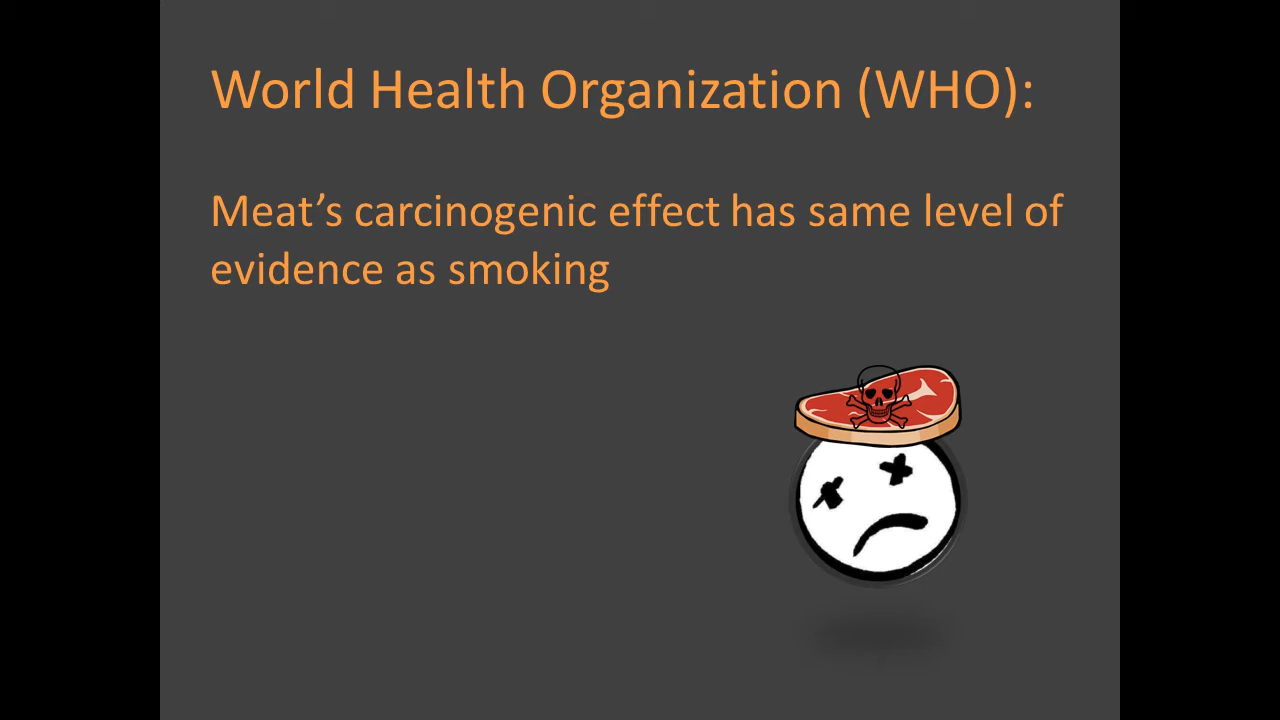 World Health Organization (WHO):
Meat’s carcinogenic effect has same level of
evidence as smoking